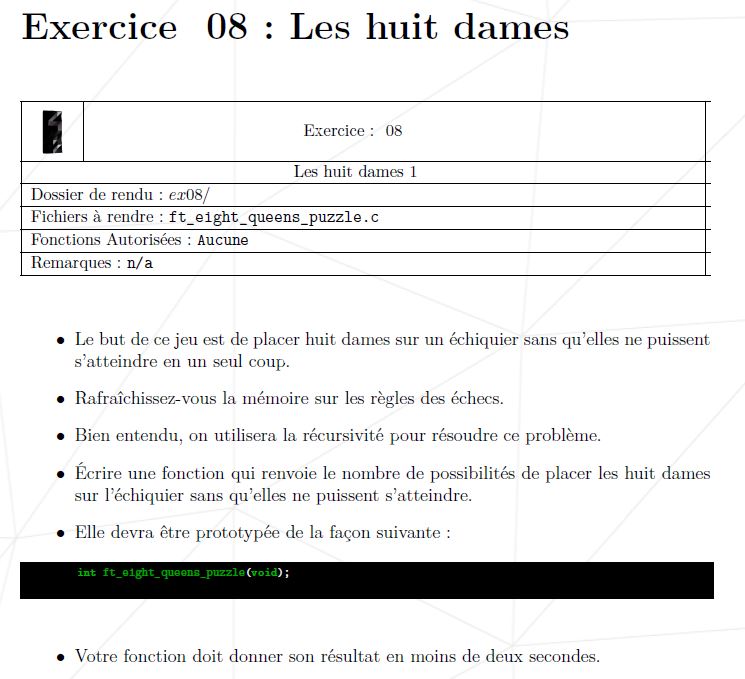 Exercice 08 : Les huit dames
Exercice : 08
Les huit dames 1
Dossier de rendu : ex08/
Fichiers à rendre : ft_eight_queens_puzzle.c
Fonctions Autorisées : Aucune
Remarques : n/a
• Le but de ce jeu est de placer huit dames sur un échiquier sans qu'elles ne puissent
s'atteindre en un seul coup.
• Rafraîchissez-vous la mémoire sur les règles des échecs.
• Bien entendu, on utilisera la récursivité pour résoudre ce problème.
• Écrire une fonction qui renvoie le nombre de possibilités de placer les huit dames
sur l'échiquier sans qu'elles ne puissent s'atteindre.
• Elle devra être prototypée de la façon suivante :
int ft_eight_queens_puzzle(void);
• Votre fonction doit donner son résultat en moins de deux secondes.